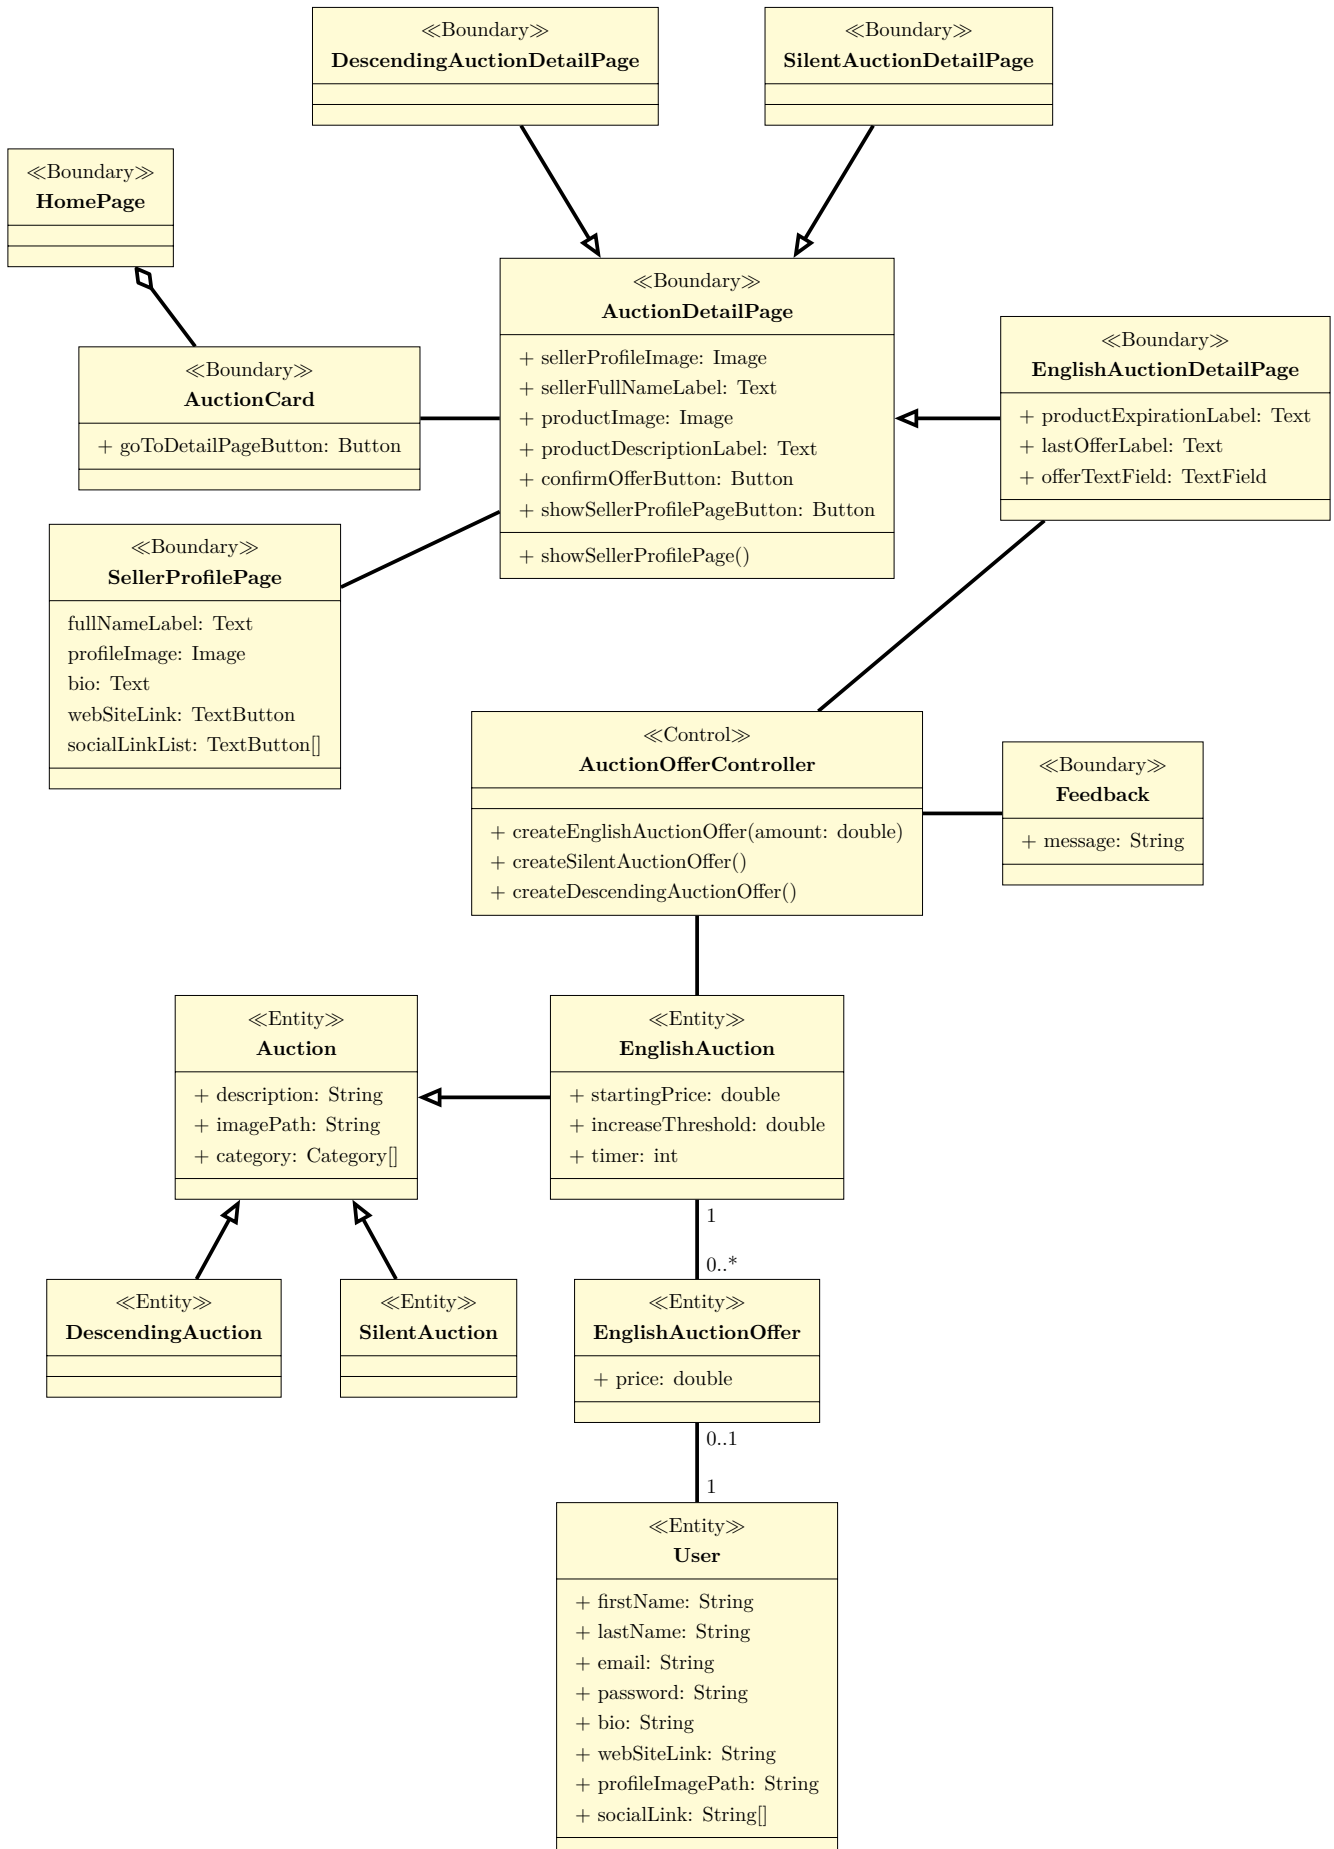 ≪Boundary≫
DescendingAuctionDetailPage
≪Boundary≫
SilentAuctionDetailPage
≪Boundary≫
HomePage
≪Boundary≫
AuctionDetailPage
+ sellerProfileImage: Image
+ sellerFullNameLabel: Text
+ productImage: Image
+ productDescriptionLabel: Text
+ confirmOfferButton: Button
+ showSellerProfilePageButton: Button
+ showSellerProfilePage()
≪Boundary≫
EnglishAuctionDetailPage
+ productExpirationLabel: Text
+ lastOfferLabel: Text
+ offerTextField: TextField
≪Boundary≫
AuctionCard
+ goToDetailPageButton: Button
≪Boundary≫
SellerProfilePage
fullNameLabel: Text
profileImage: Image
bio: Text
webSiteLink: TextButton
socialLinkList: TextButton[]
≪Control≫
AuctionOfferController
+ createEnglishAuctionOffer(amount: double)
+ createSilentAuctionOffer()
+ createDescendingAuctionOffer()
≪Boundary≫
Feedback
+ message: String
≪Entity≫
Auction
+ description: String
+ imagePath: String
+ category: Category[]
≪Entity≫
EnglishAuction
+ startingPrice: double
+ increaseThreshold: double
+ timer: int
1
0..*
≪Entity≫
DescendingAuction
≪Entity≫
SilentAuction
≪Entity≫
EnglishAuctionOffer
+ price: double
0..1
1
≪Entity≫
User
+ firstName: String
+ lastName: String
+ email: String
+ password: String
+ bio: String
+ webSiteLink: String
+ profileImagePath: String
+ socialLink: String[]